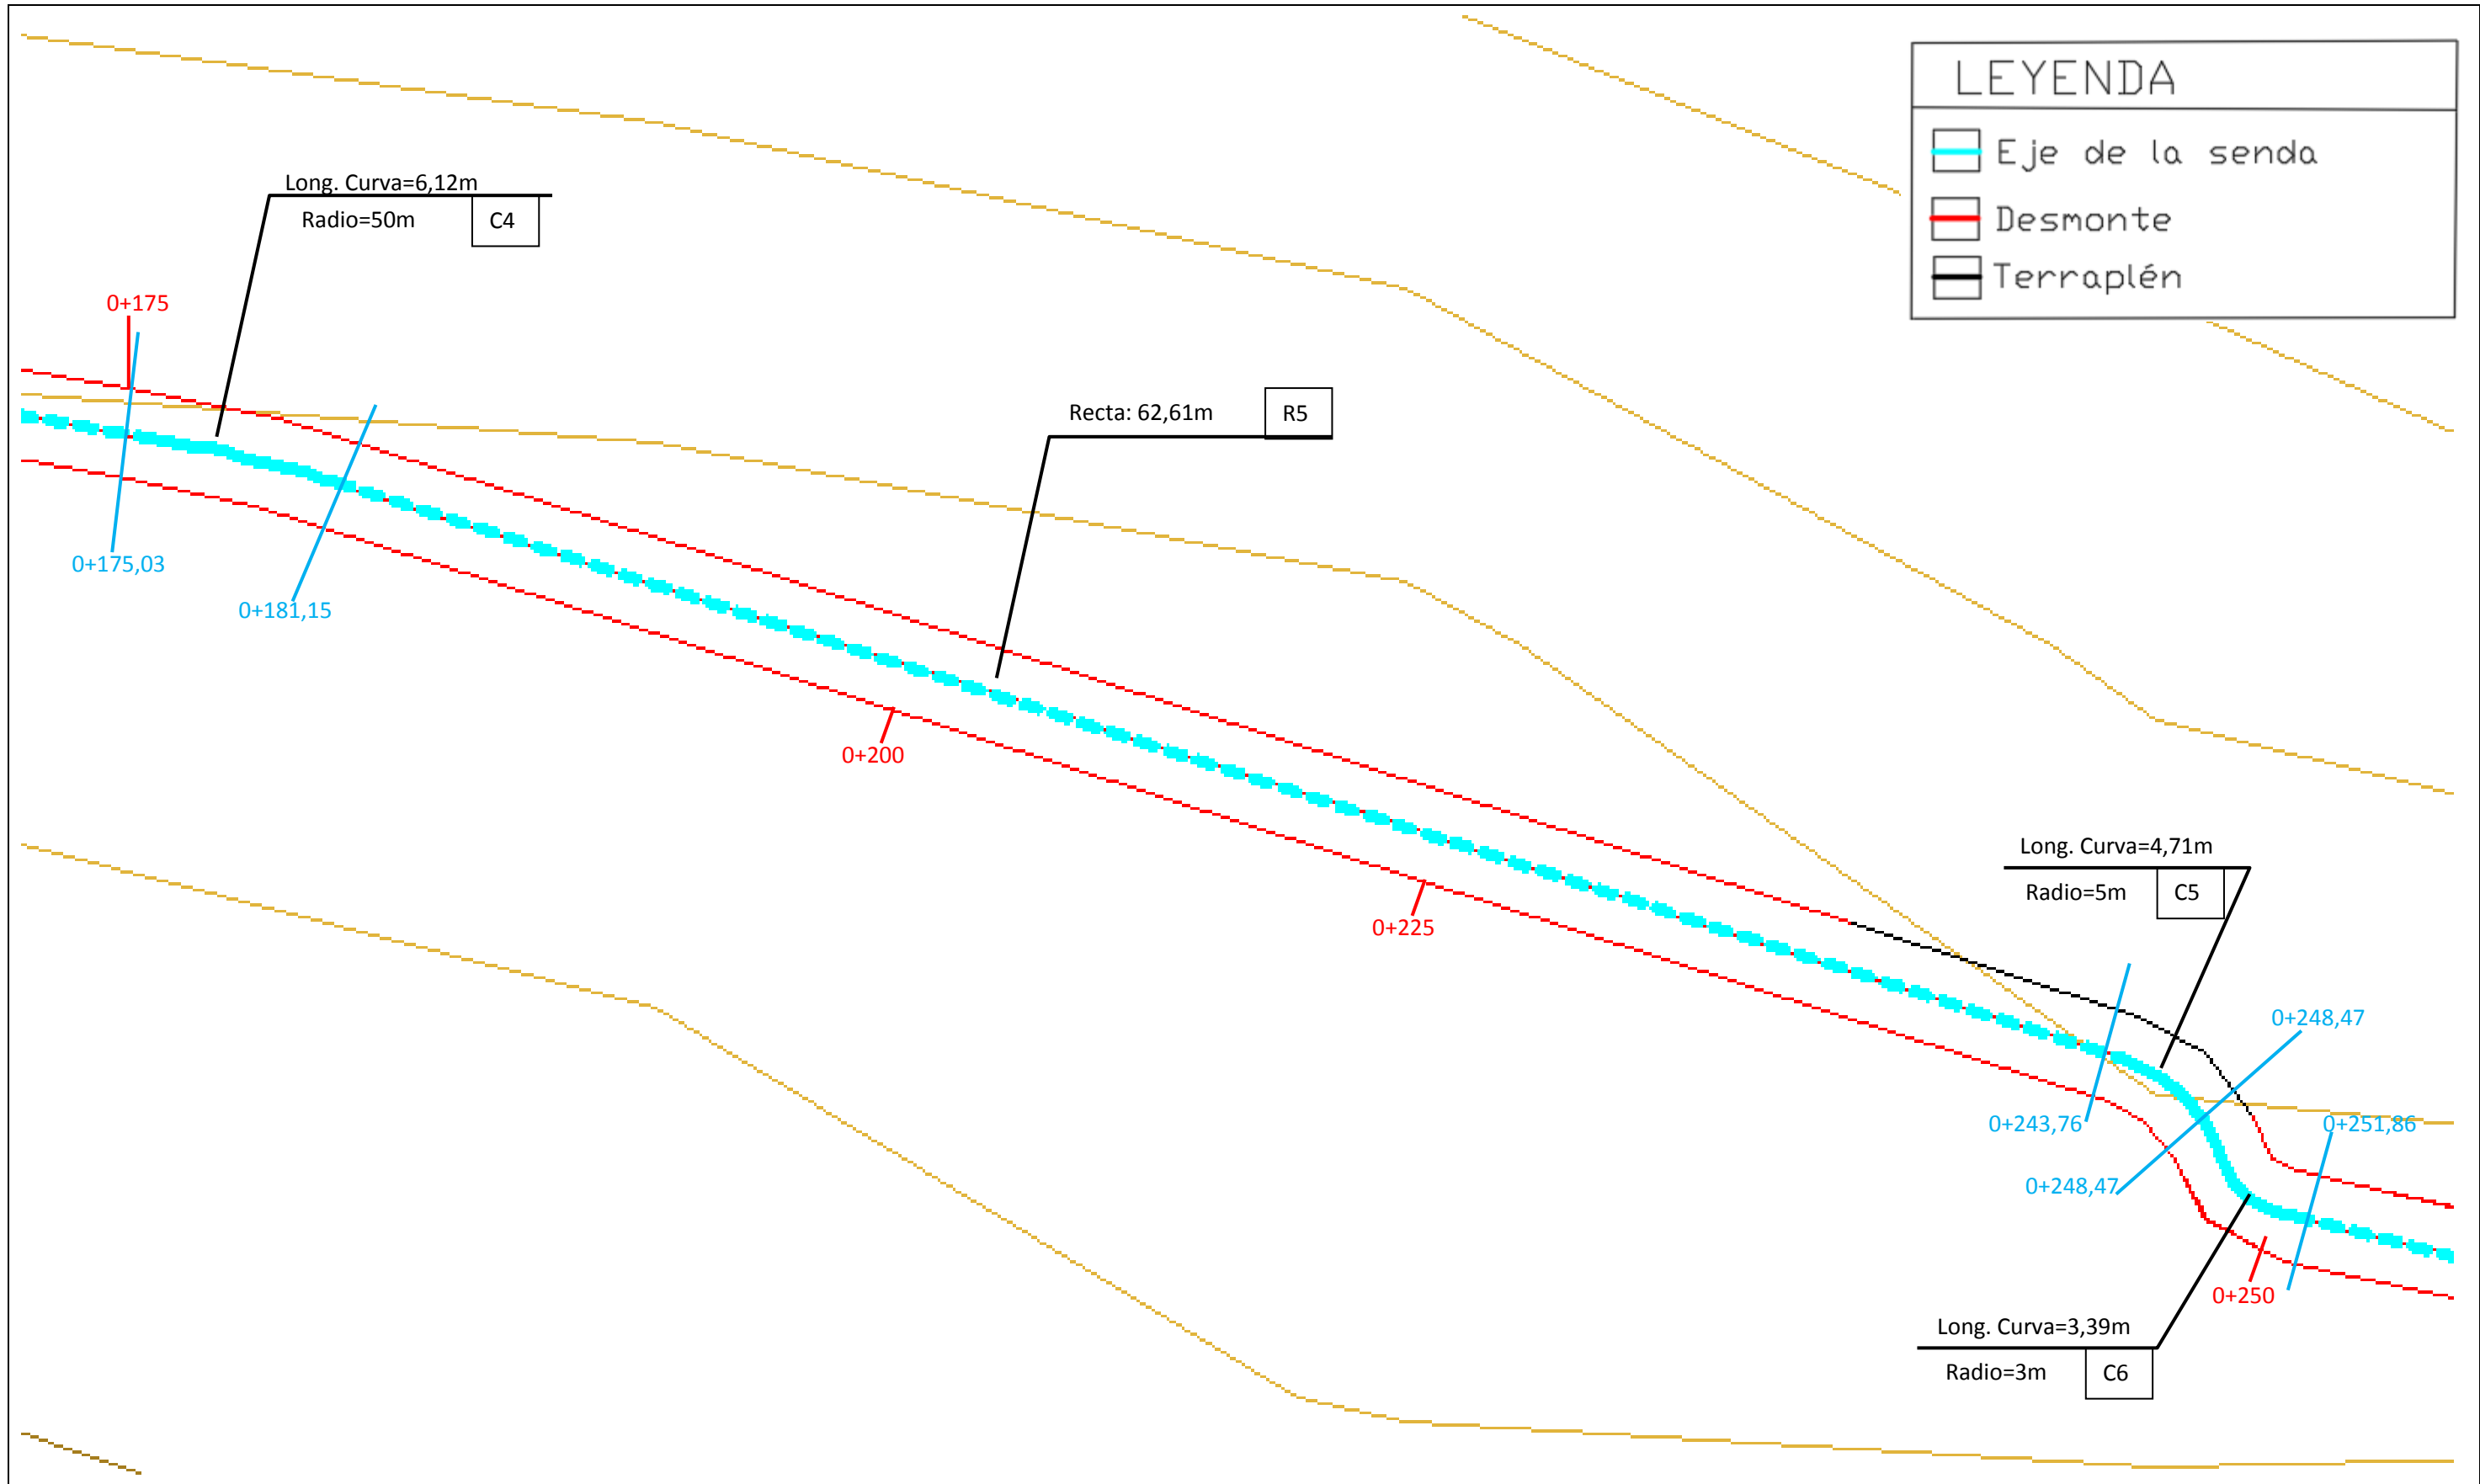 LEYENDA
Eje de la senda
Desmonte
Terraplén
Long. Curva=6,12m
Radio=50m
C4
0+175
0+175,03
0+181,15
Recta: 62,61m
R5
0+200
0+225
Long. Curva=4,71m
Radio=5m
C5
0+248,47
0+243,76
0+251,86
0+248,47
0+250
Long. Curva=3,39m
Radio=3m
C6